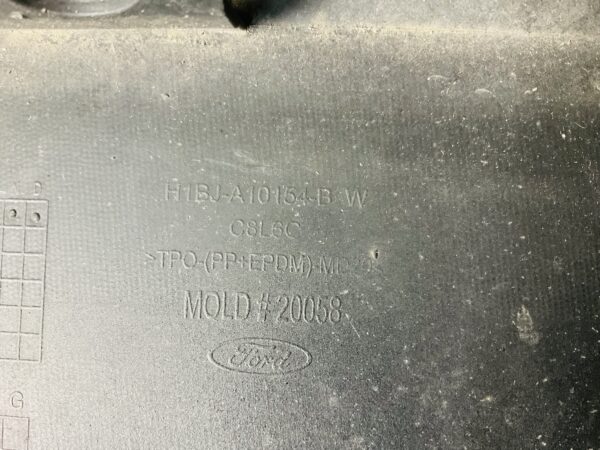 H1BJ-A10154-B W
C8L6C
>TPO-(PP+EPDM)-M
MOLD # 20058
Ford
D
G